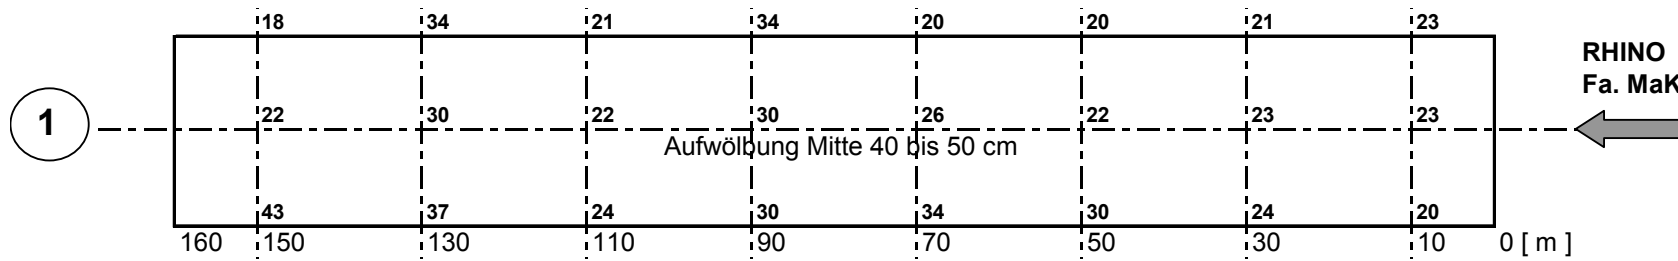 18 34 21 34 20 20 21 23
RHINO
Fa. MaK
1
22 30 22 30 26 22 23 23
Aufwölbung Mitte 40 bis 50 cm
43 37 24 30 34 30 24 20
160 150 130 110 90 70 50 30 10 0 [ m ]